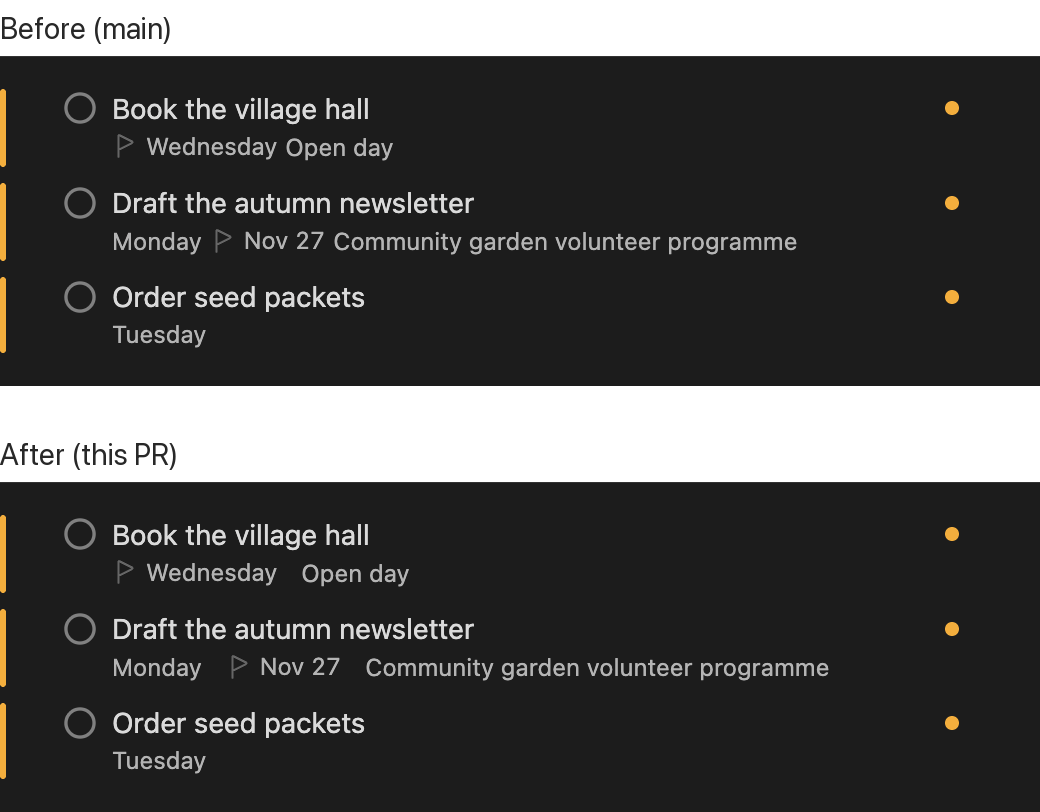 Before (main)
Book the village hall
Wednesday Open day
Draft the autumn newsletter
Monday Nov 27 Community garden volunteer programme
Order seed packets
Tuesday
After (this PR)
Book the village hall
Wednesday Open day
Draft the autumn newsletter
Monday Nov 27 Community garden volunteer programme
Order seed packets
Tuesday